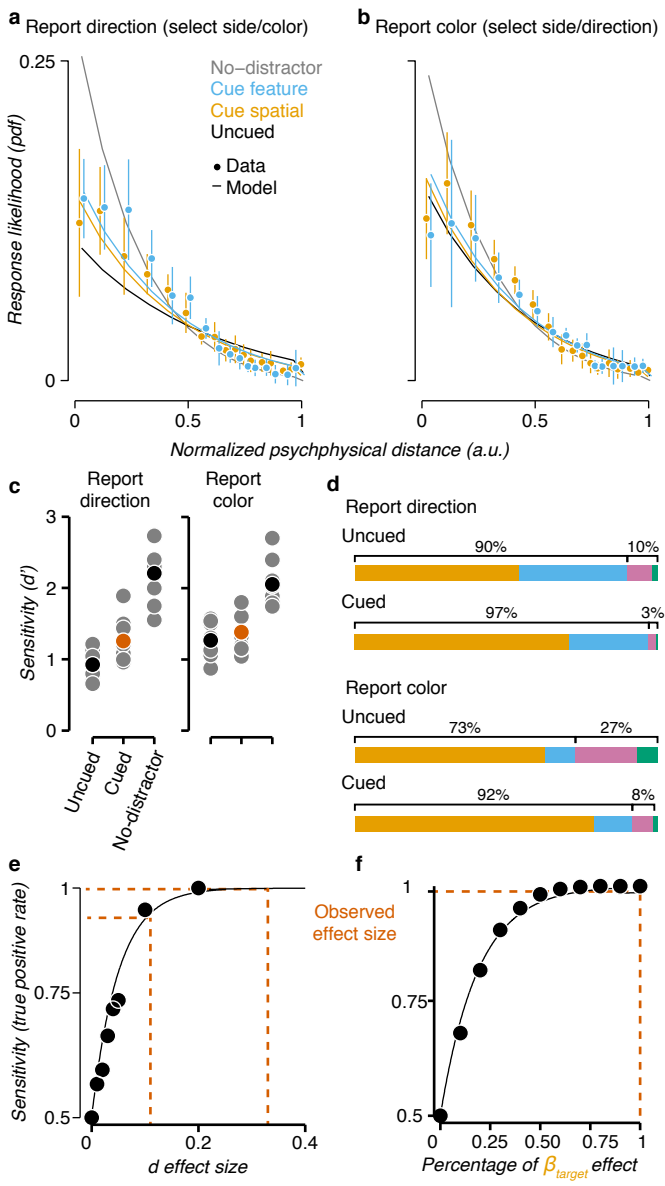 a
Report direction (select side/color)
b
Report color (select side/direction)
0.25
No–distractor
Cue feature
Cue spatial
Uncued
Data
Model
Response likelihood (pdf)
0
0
0.5
1
0
0.5
1
Normalized psychphysical distance (a.u.)
c
Report direction
Report color
3
2
1
0
Sensitivity (d')
Uncued
Cued
No-distractor
d
Report direction
Uncued
90%
10%
Cued
97%
3%
Report color
Uncued
73%
27%
Cued
92%
8%
e
1
0.75
0.5
Sensitivity (true positive rate)
0
0.2
0.4
d effect size
Observed effect size
f
1
0.75
0.5
0
0.25
0.50
0.75
1
Percentage of βtarget effect